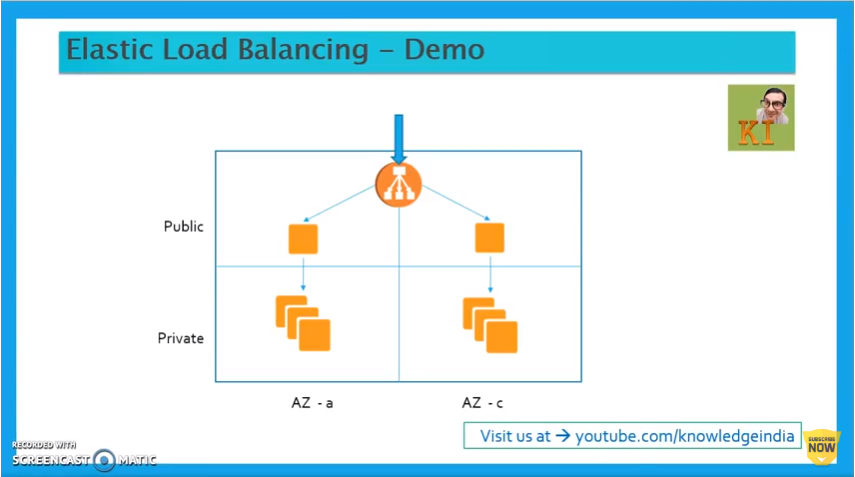 Elastic Load Balancing – Demo
KI
Public
Private
AZ - a
AZ - c
Visit us at → youtube.com/knowledgeindia
SUBSCRIBE
NOW
RECORDED WITH
SCREENCAST MATIC